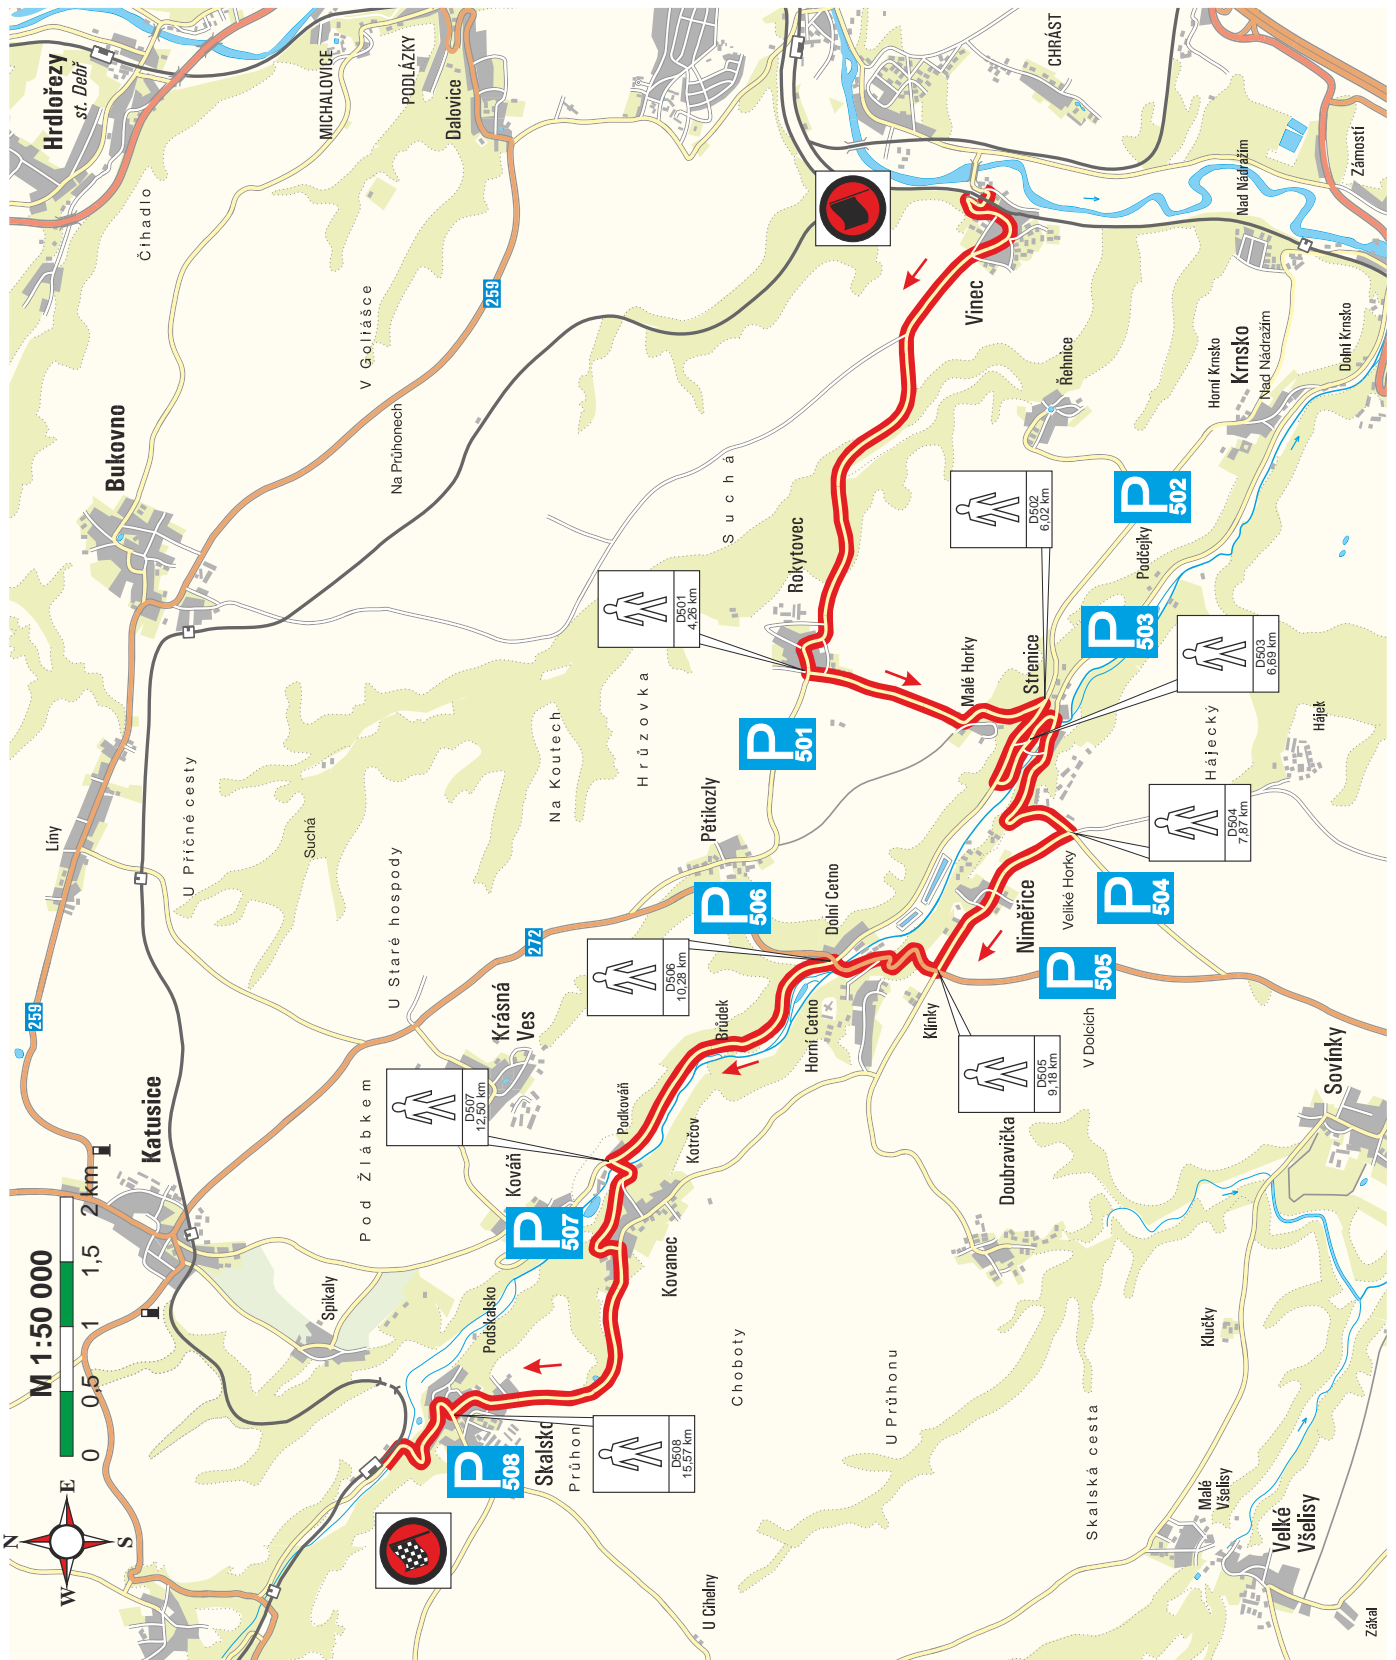 M 1:50 000
0
0,5
1
1,5
2 km
N
E
S
W
Hrdlořezy
st. Debř
Čihadlo
MICHALOVICE
PODLÁZKY
Dalovice
CHRÁST
Zámostí
Nad Nádražím
Bukovno
V Goliášce
259
Na Průhonech
Vinec
Řehnice
Horní Krnsko
Krnsko
Nad Nádražím
Dolní Krnsko
Suchá
Rokytovec
D501
4,26 km
D502
6,02 km
P
502
Podčejky
P
503
D503
6,69 km
Strenice
Malé Horky
P
501
Hrůzovka
Na Koutech
Hájecký
Hájek
Líny
U Příčné cesty
Suchá
U Staré hospody
Pětikozly
P
506
D504
7,87 km
P
504
Veliké Horky
Niměřice
P
505
Dolní Cetno
272
D506
10,28 km
259
Krásná
Ves
Brůdek
Horní Cetno
Klínky
V Dolcích
D505
9,18 km
Sovínky
Katusice
Pod Žlábkem
D507
12,50 km
Podkováň
Kotrčov
Kováň
P
507
Doubravička
Kovanec
Spikaly
Podskalsko
Choboty
U Průhonu
Klučky
Skalsko
Průhon
P
508
D508
15,57 km
Skalská cesta
Malé
Všelisy
Velké
Všelisy
U Cihelny
Zákal